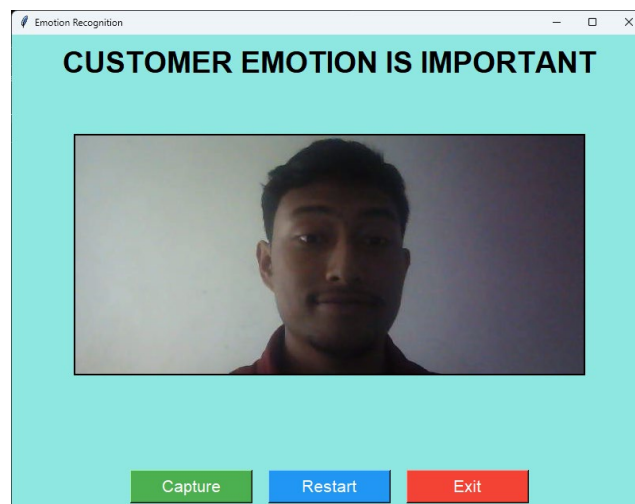 Emotion Recognition
CUSTOMER EMOTION IS IMPORTANT
Capture Restart Exit